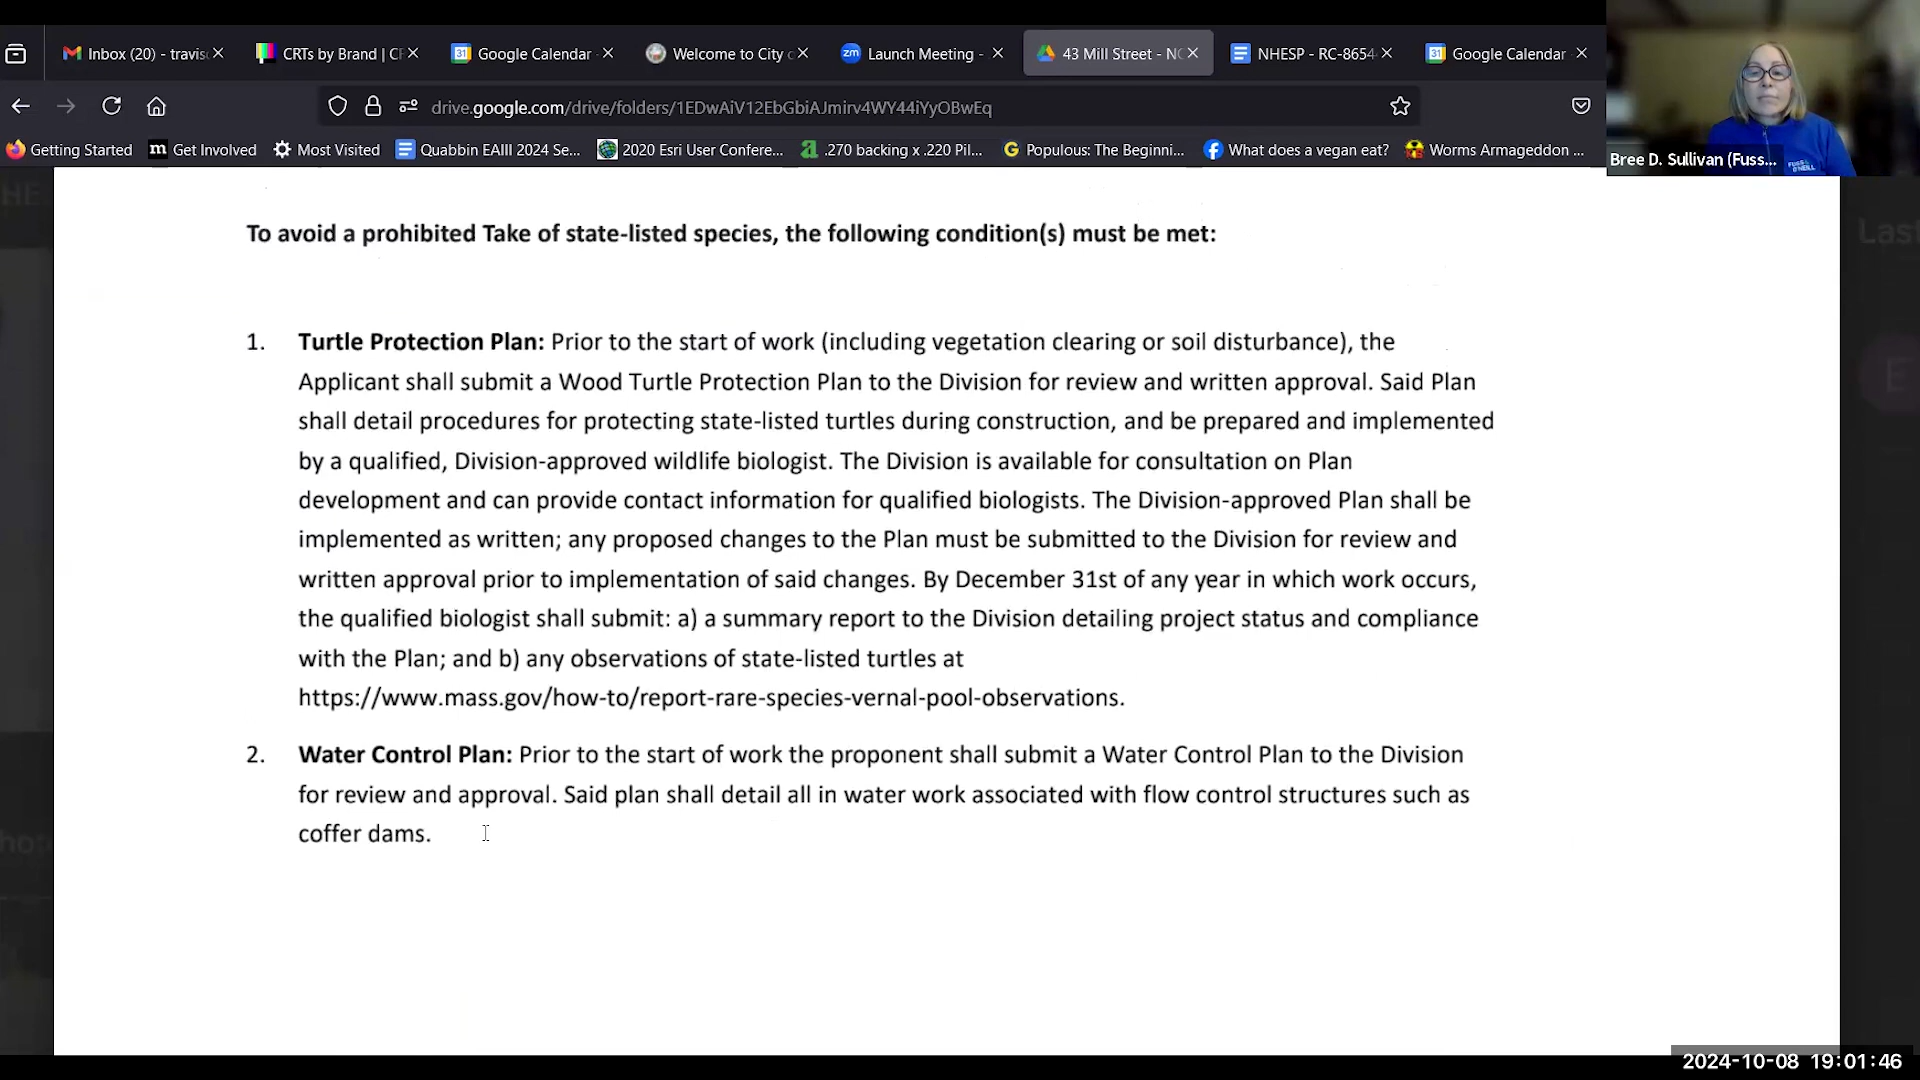 Inbox (20) - travis
CRTs by Brand | CF
Google Calendar -
Welcome to City
Launch Meeting -
43 Mill Street - NO
NHESP - RC-8654
Google Calendar
drive.google.com/drive/folders/1EDwAiV12EbGbiAJmirv4WY44iYyOBwEq
Getting Started
Get Involved
Most Visited
Quabbin EAIII 2024 Se...
2020 Esri User Confere...
.270 backing x .220 Pil...
Populous: The Beginni...
What does a vegan eat?
Worms Armageddon ...
Bree D. Sullivan (Fuss...
To avoid a prohibited Take of state-listed species, the following condition(s) must be met:
1. Turtle Protection Plan: Prior to the start of work (including vegetation clearing or soil disturbance), the
Applicant shall submit a Wood Turtle Protection Plan to the Division for review and written approval. Said Plan
shall detail procedures for protecting state-listed turtles during construction, and be prepared and implemented
by a qualified, Division-approved wildlife biologist. The Division is available for consultation on Plan
development and can provide contact information for qualified biologists. The Division-approved Plan shall be
implemented as written; any proposed changes to the Plan must be submitted to the Division for review and
written approval prior to implementation of said changes. By December 31st of any year in which work occurs,
the qualified biologist shall submit: a) a summary report to the Division detailing project status and compliance
with the Plan; and b) any observations of state-listed turtles at
https://www.mass.gov/how-to/report-rare-species-vernal-pool-observations.
2. Water Control Plan: Prior to the start of work the proponent shall submit a Water Control Plan to the Division
for review and approval. Said plan shall detail all in water work associated with flow control structures such as
coffer dams.
2024-10-08 19:01:46